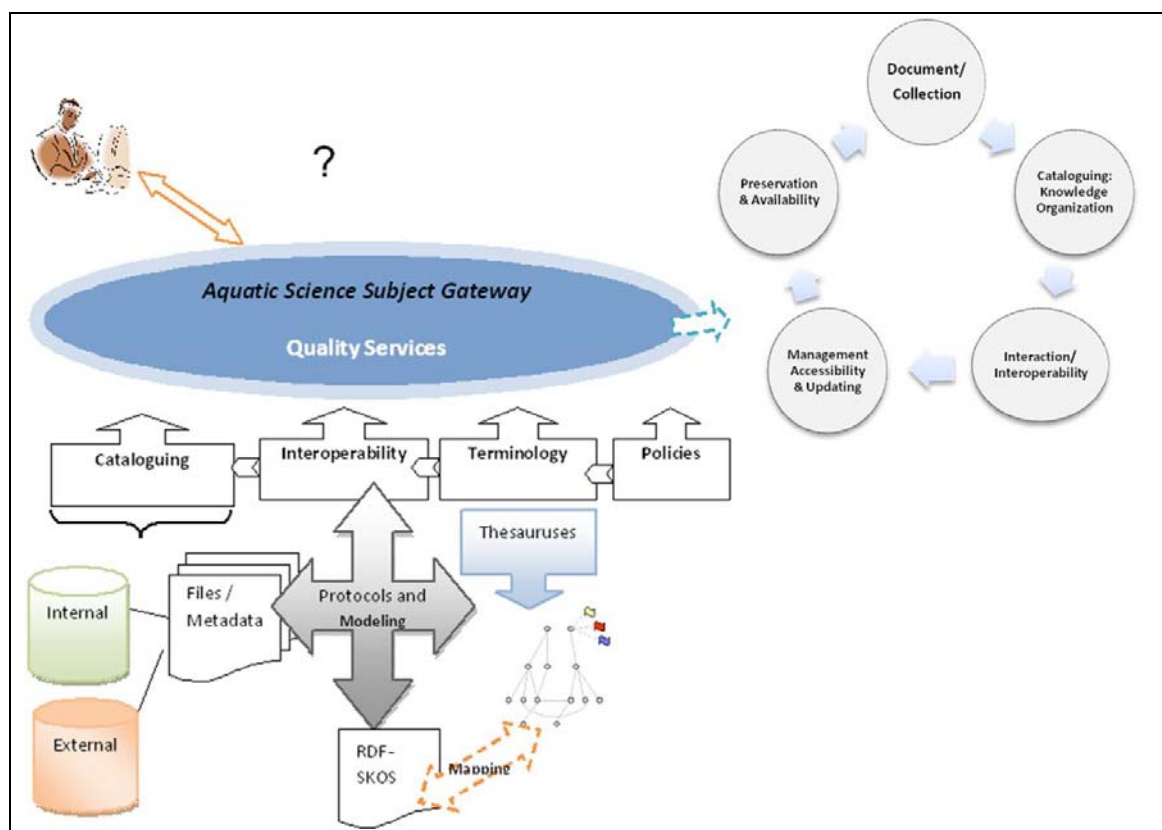 ?
Aquatic Science Subject Gateway
Quality Services
Document/
Collection
Cataloguing:
Knowledge
Organization
Interaction/
Interoperability
Management
Accessibility
& Updating
Preservation
& Availability
Cataloguing
Interoperability
Terminology
Policies
Thesauruses
Internal
External
Files /
Metadata
Protocols and
Modeling
RDF-
SKOS
Mapping